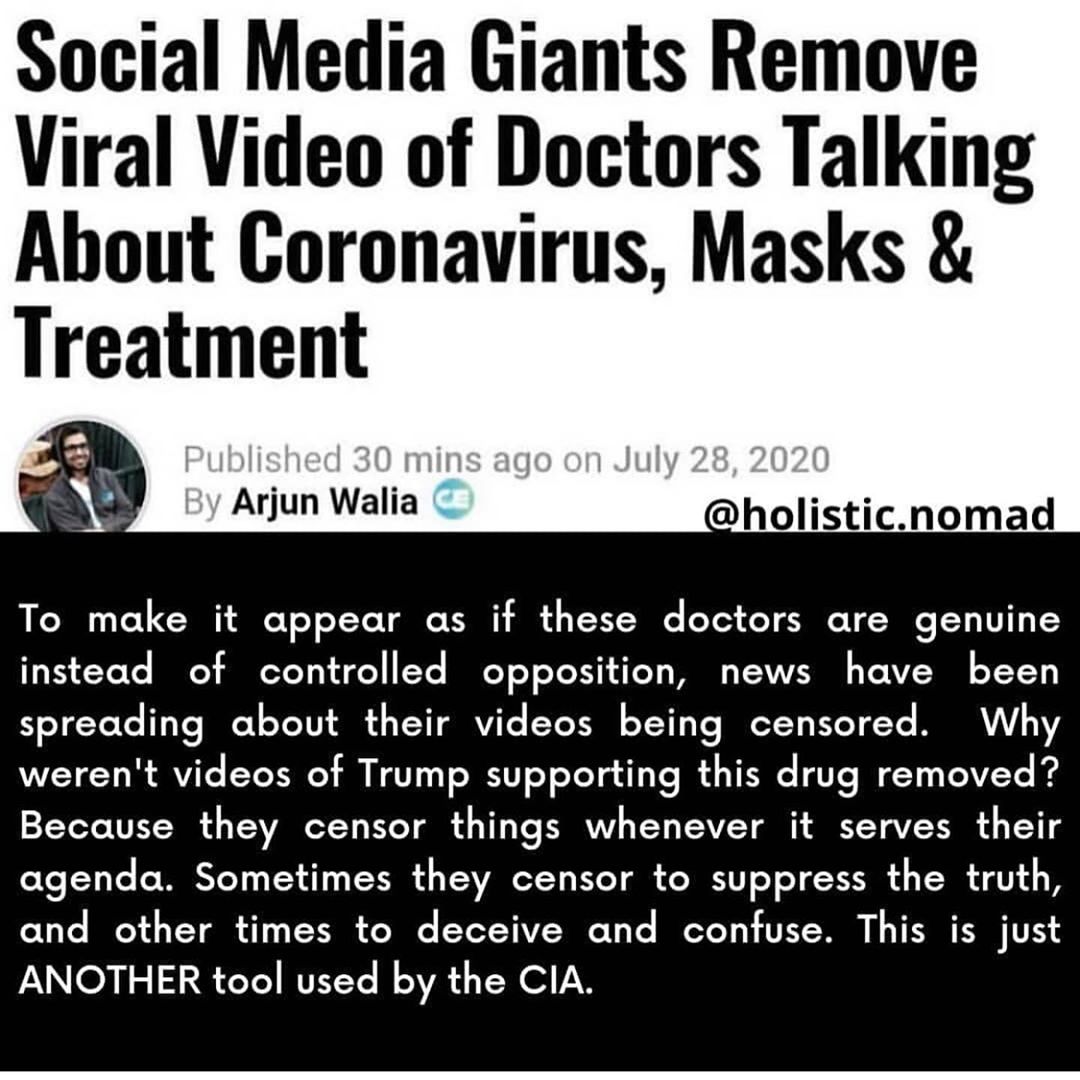 Social Media Giants Remove
Viral Video of Doctors Talking
About Coronavirus, Masks &
Treatment
Published 30 mins ago on July 28, 2020
By Arjun Walia CE
@holistic.nomad
To make it appear as if these doctors are genuine
instead of controlled opposition, news have been
spreading about their videos being censored. Why
weren't videos of Trump supporting this drug removed?
Because they censor things whenever it serves their
agenda. Sometimes they censor to suppress the truth,
and other times to deceive and confuse. This is just
ANOTHER tool used by the CIA.